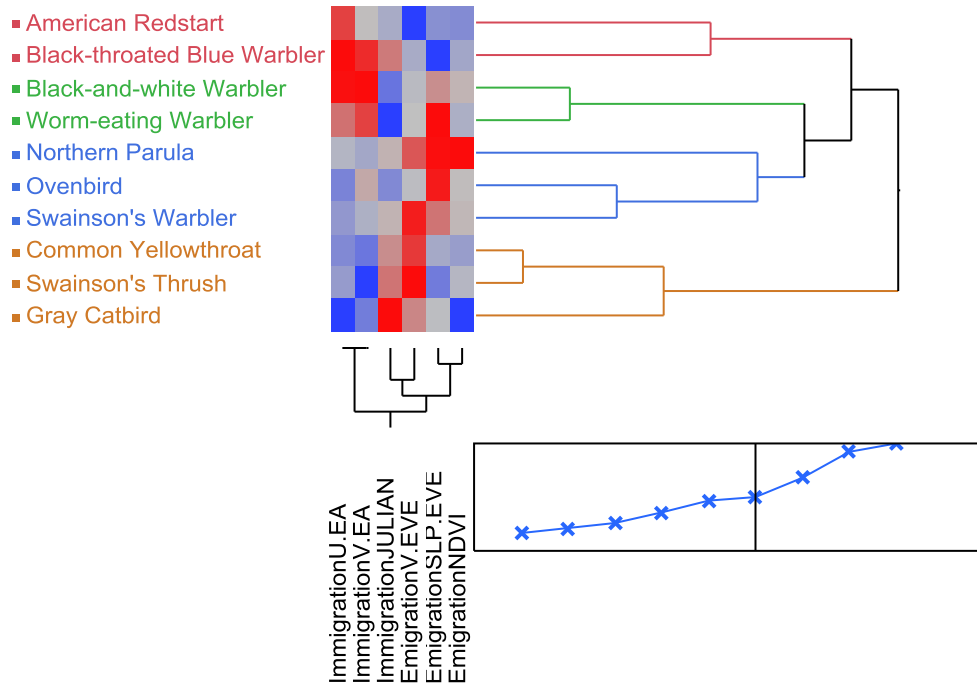 American Redstart
Black-throated Blue Warbler
Black-and-white Warbler
Worm-eating Warbler
Northern Parula
Ovenbird
Swainson's Warbler
Common Yellowthroat
Swainson's Thrush
Gray Catbird
ImmigrationU.EA
ImmigrationV.EA
ImmigrationJULIAN
EmigrationV.EVE
EmigrationSLP.EVE
EmigrationNDVI